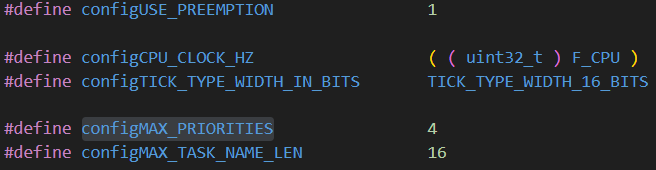 #define configUSE_PREEMPTION 1
#define configCPU_CLOCK_HZ ( ( uint32_t ) F_CPU )
#define configTICK_TYPE_WIDTH_IN_BITS TICK_TYPE_WIDTH_16_BITS
#define configMAX_PRIORITIES 4
#define configMAX_TASK_NAME_LEN 16